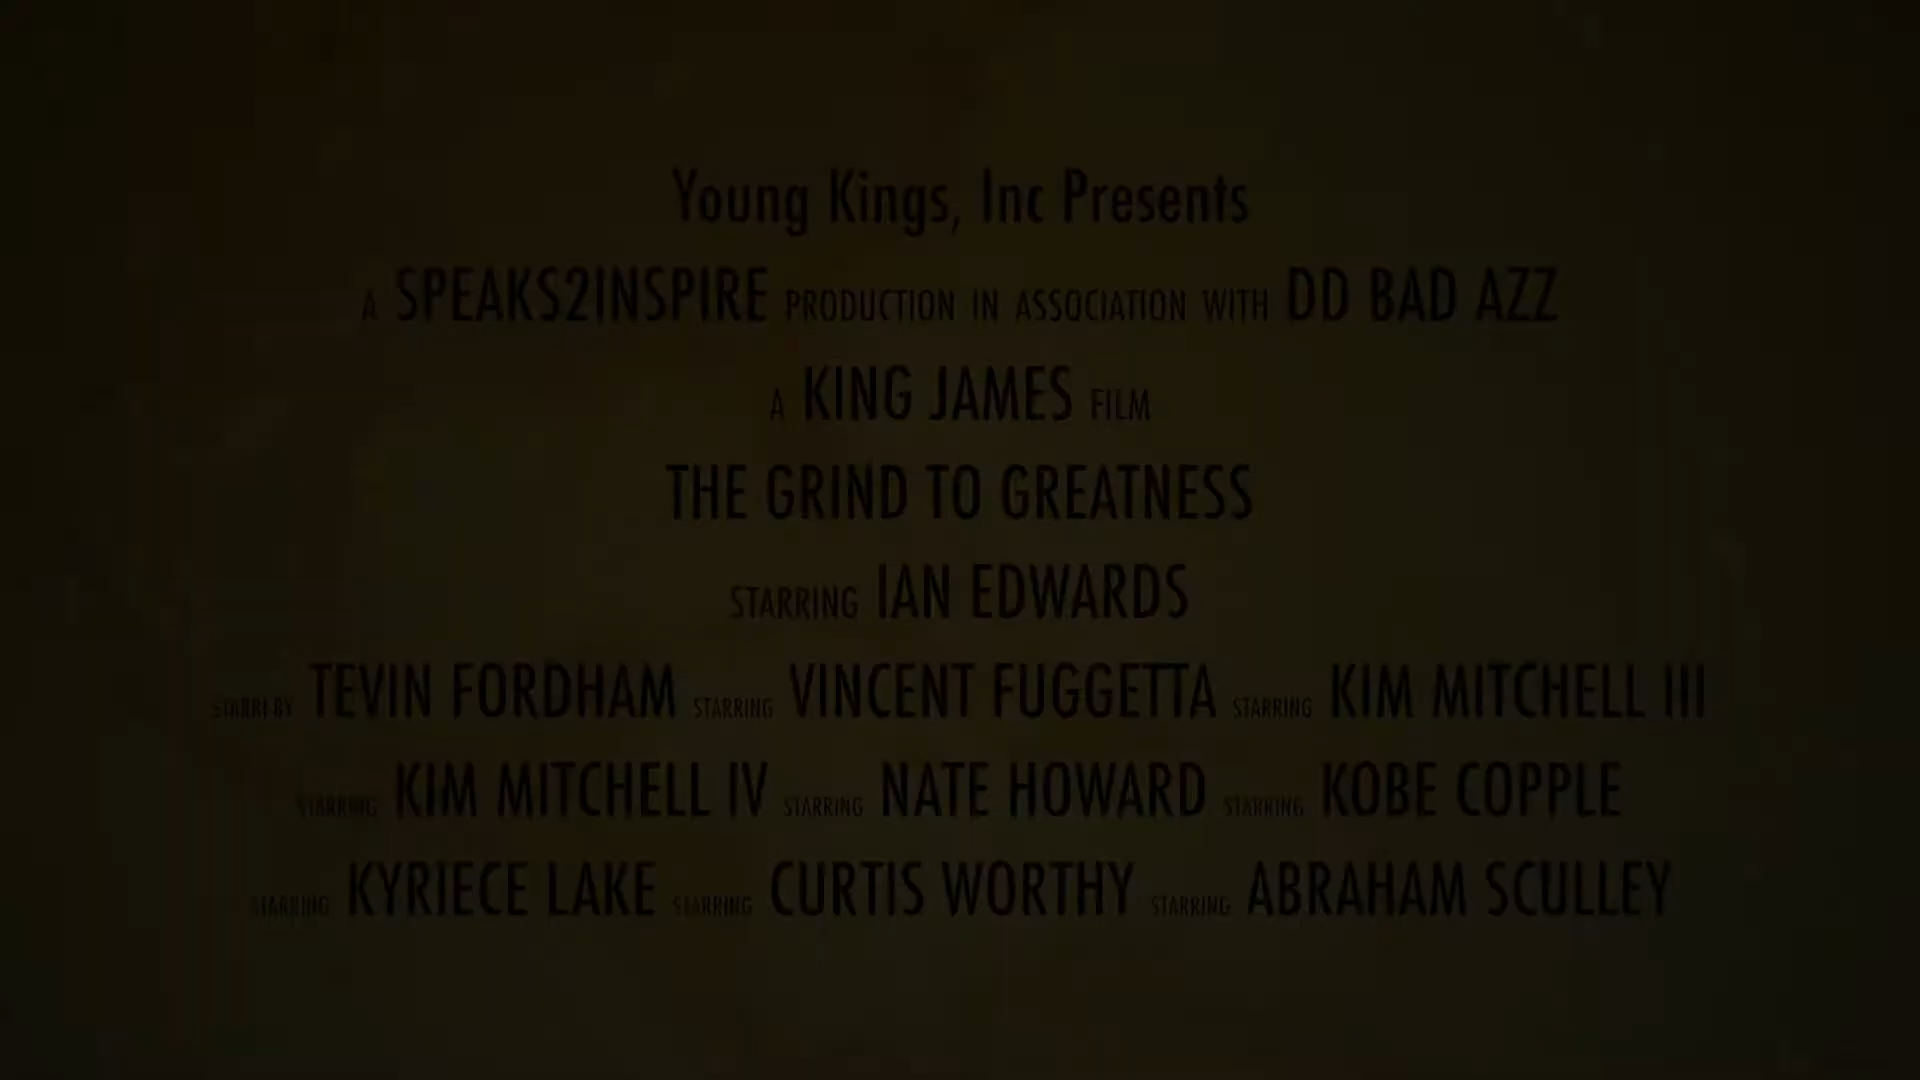 Young Kings, Inc Presents
A SPEAKS2INSPIRE PRODUCTION IN ASSOCIATION WITH DD BAD AZZ
A KING JAMES FILM
THE GRIND TO GREATNESS
STARRING IAN EDWARDS
TEVIN FORDHAM STARRING VINCENT FUGGETTA STARRING KIM MITCHELL III
STARRING KIM MITCHELL IV STARRING NATE HOWARD STARRING KOBE COPPLE
STARRING KYRIECE LAKE STARRING CURTIS WORTHY STARRING ABRAHAM SCULLEY